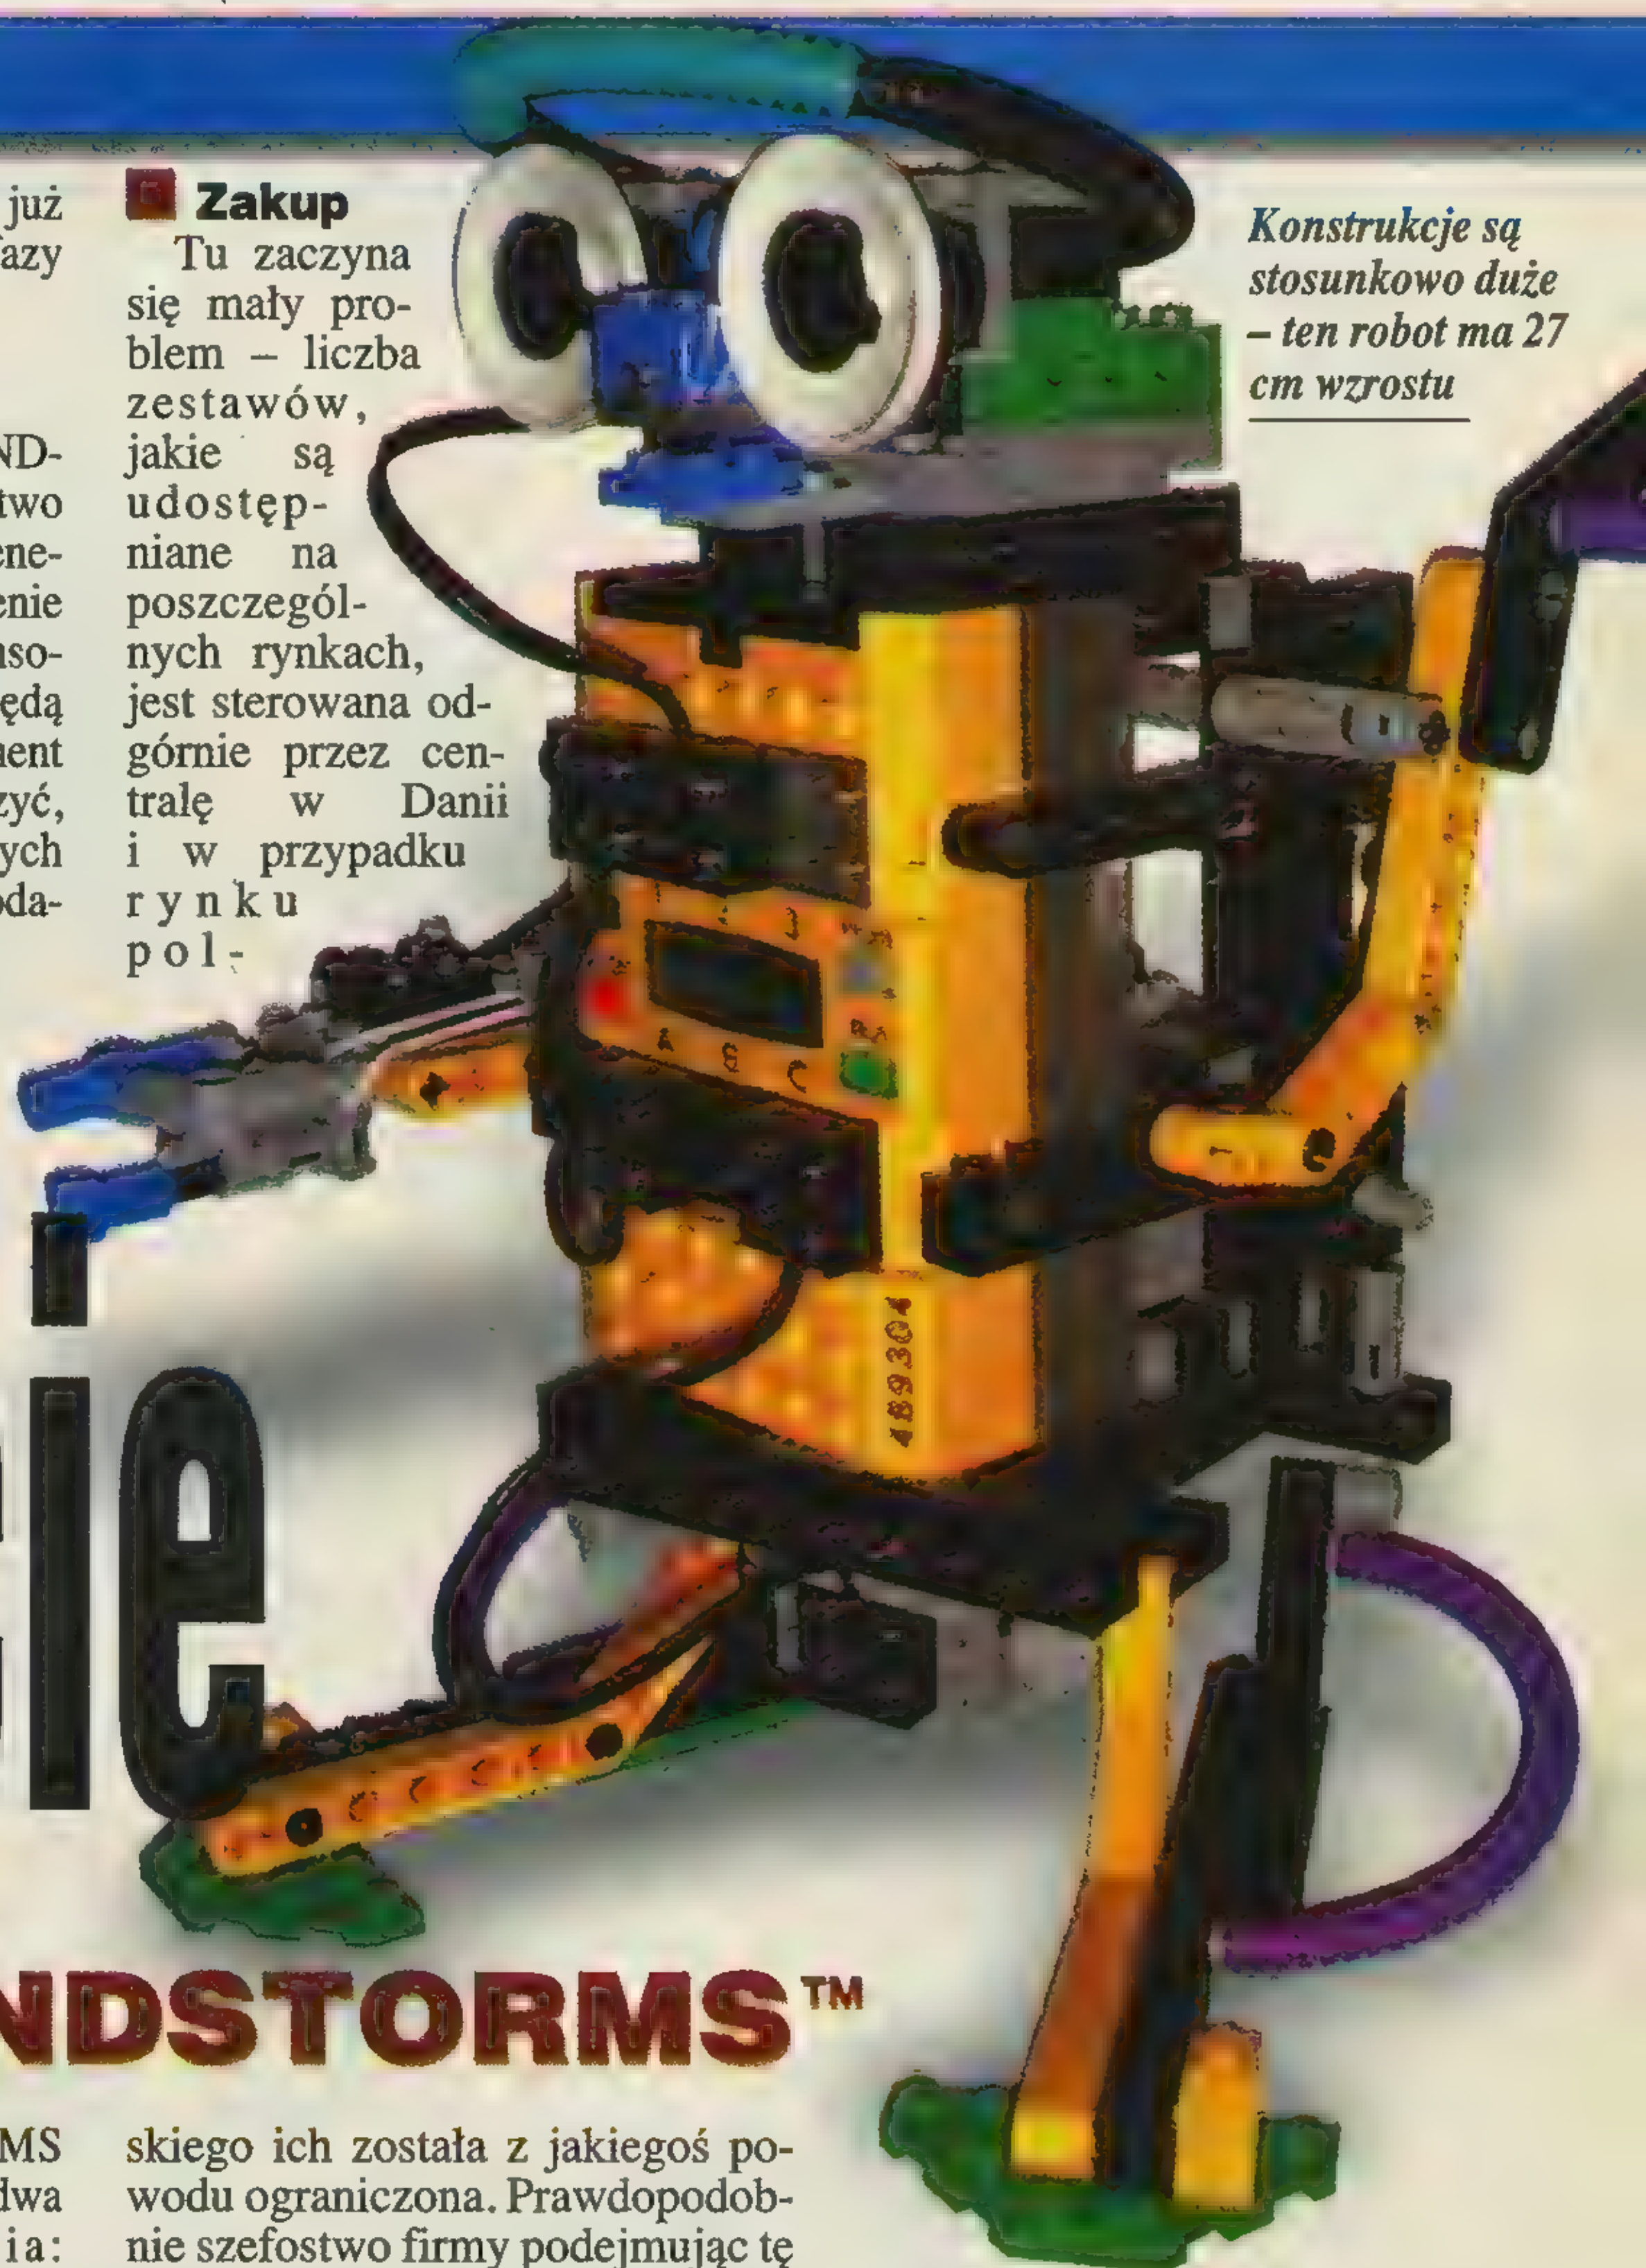 już
azy
ND-
two
ene-
enie
uso-
ędą
nent
zyć,
ych
oda-
Zakup
Tu zaczyna
się mały pro-
blem – liczba
zestawów,
jakie są
udostęp-
niane na
poszczegól-
nych rynkach,
jest sterowana od-
górnie przez cen-
tralę w Danii
i w przypadku
rynku
pol-
Konstrukcje są
stosunkowo duże
– ten robot ma 27
cm wzrostu
A B C
489304
ie
NDSTORMS™
MS
dwa
ia:
skiego ich została z jakiegoś po-
wodu ograniczona. Prawdopodob-
nie szefostwo firmy podejmując tę